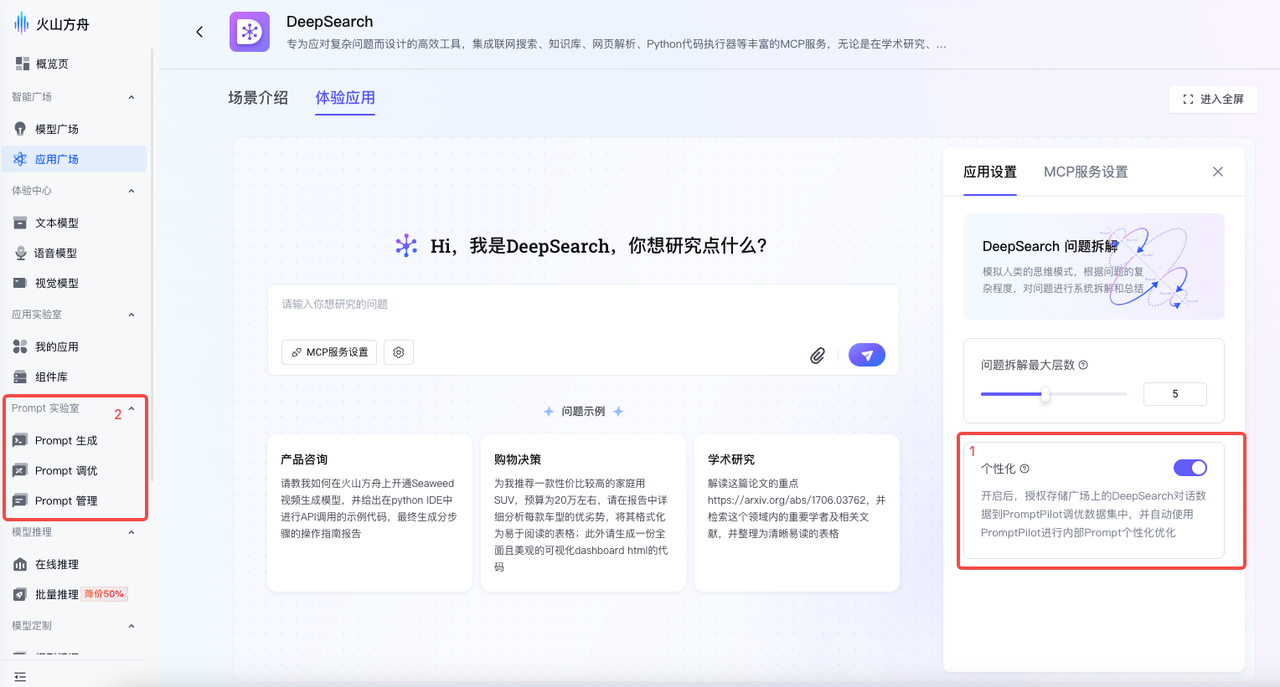 火山方舟
概览页
智能广场
模型广场
应用广场
体验中心
文本模型
语音模型
视觉模型
应用实验室
我的应用
组件库
Prompt 实验室
2
Prompt 生成
Prompt 调优
Prompt 管理
模型推理
在线推理
批量推理 降价50%
模型定制
DeepSearch
专为应对复杂问题而设计的高效工具，集成联网搜索、知识库、网页解析、Python代码执行器等丰富的MCP服务，无论是在学术研究、...
场景介绍
体验应用
进入全屏
Hi，我是DeepSearch，你想研究点什么？
请输入你想研究的问题
MCP服务设置
问题示例
产品咨询
请教我如何在火山方舟上开通Seaweed
视频生成模型，并给出在python IDE中
进行API调用的示例代码，最终生成分步
骤的操作指南报告
购物决策
为我推荐一款性价比较高的家庭用
SUV，预算为20万左右，请在报告中详
细分析每款车型的优劣势，将其格式化
为易于阅读的表格；此外请生成一份全
面且美观的可视化dashboard html的代
码
学术研究
解读这篇论文的重点
https://arxiv.org/abs/1706.03762，并
检索这个领域内的重要学者及相关文
献，并整理为清晰易读的表格
应用设置
MCP服务设置
DeepSearch 问题拆解
模拟人类的思维模式，根据问题的复
杂程度，对问题进行系统拆解和总结
问题拆解最大层数
5
1
个性化
开启后，授权存储广场上的DeepSearch对话数
据到PromptPilot调优数据集中，并自动使用
PromptPilot进行内部Prompt个性化优化